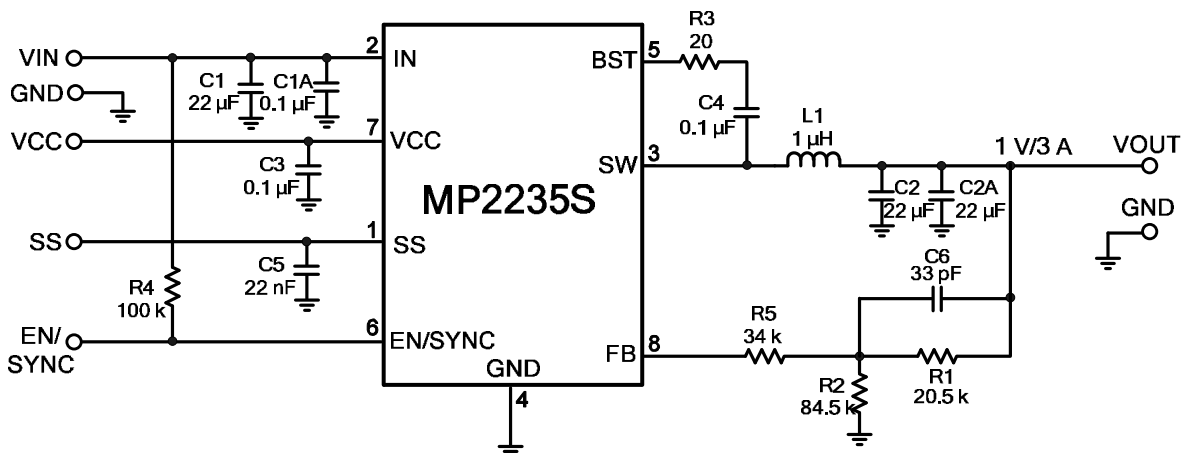 VIN
GND
VCC
SS
EN/
SYNC
R4
100 k
C1
22 µF
C1A
0.1 µF
C3
0.1 µF
C5
22 nF
2
7
1
6
IN
VCC
SS
EN/SYNC
MP2235S
GND
4
BST
SW
FB
5
3
8
R3
20
C4
0.1 µF
L1
1 µH
1 V/3 A
VOUT
GND
C2
22 µF
C2A
22 µF
C6
33 pF
R5
34 k
R2
84.5 k
R1
20.5 k